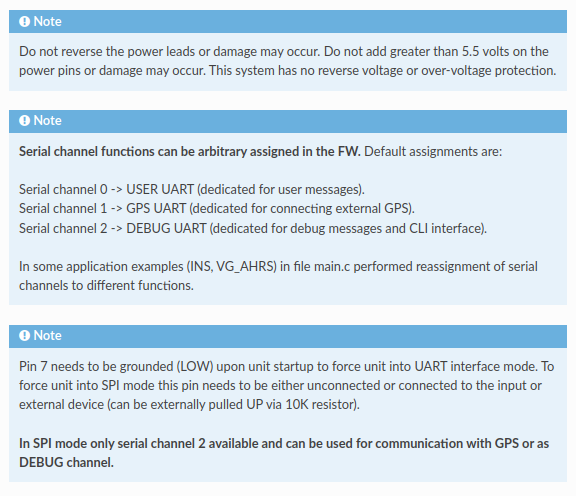 Note
Do not reverse the power leads or damage may occur. Do not add greater than 5.5 volts on the
power pins or damage may occur. This system has no reverse voltage or over-voltage protection.
Note
Serial channel functions can be arbitrary assigned in the FW. Default assignments are:
Serial channel 0 -> USER UART (dedicated for user messages).
Serial channel 1 -> GPS UART (dedicated for connecting external GPS).
Serial channel 2 -> DEBUG UART (dedicated for debug messages and CLI interface).
In some application examples (INS, VG_AHRS) in file main.c performed reassignment of serial
channels to different functions.
Note
Pin 7 needs to be grounded (LOW) upon unit startup to force unit into UART interface mode. To
force unit into SPI mode this pin needs to be either unconnected or connected to the input or
external device (can be externally pulled UP via 10K resistor).
In SPI mode only serial channel 2 available and can be used for communication with GPS or as
DEBUG channel.